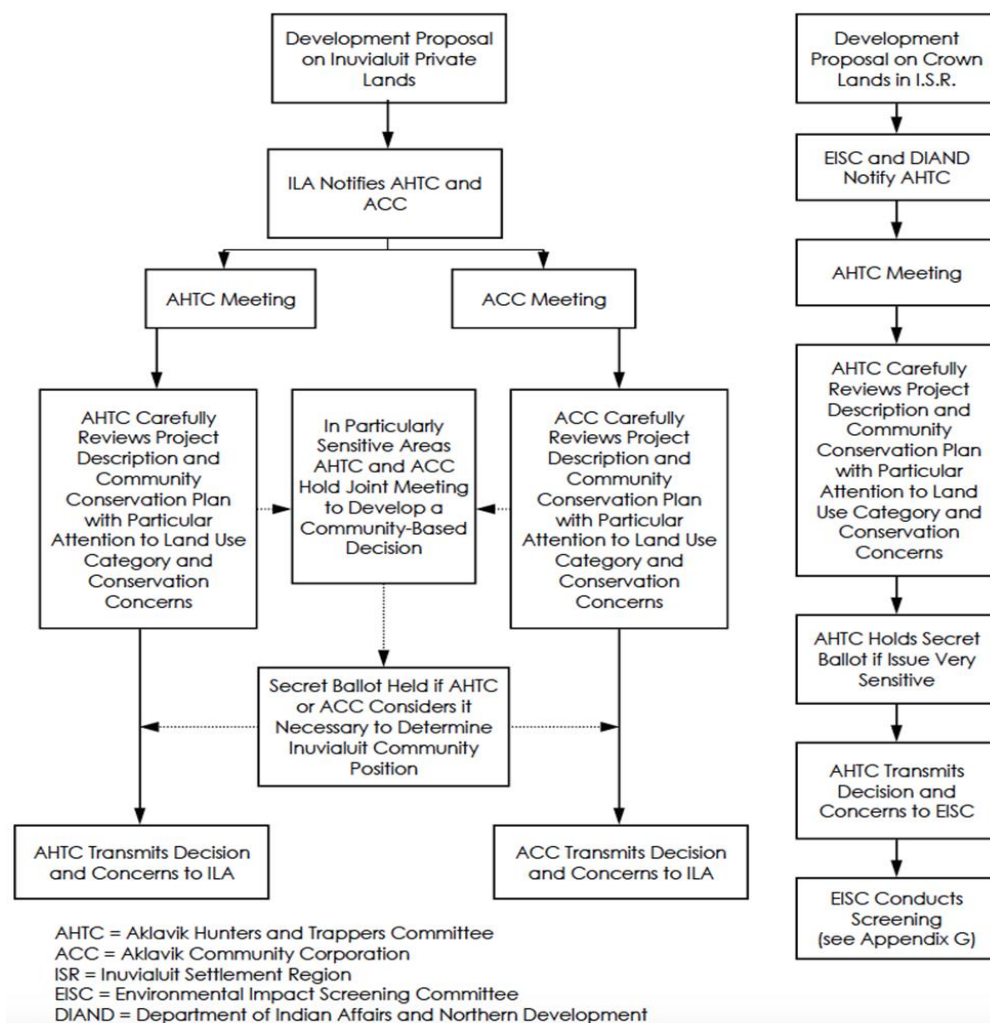 Development Proposal
on Inuvialuit Private
Lands
ILA Notifies AHTC and
ACC
AHTC Meeting
ACC Meeting
AHTC Carefully
Reviews Project
Description and
Community
Conservation Plan
with Particular
Attention to Land Use
Category and
Conservation
Concerns
In Particularly
Sensitive Areas
AHTC and ACC
Hold Joint Meeting
to Develop a
Community-Based
Decision
ACC Carefully
Reviews Project
Description and
Community
Conservation Plan
with Particular
Attention to Land Use
Category and
Conservation
Concerns
Secret Ballot Held if AHTC
or ACC Considers it
Necessary to Determine
Inuvialuit Community
Position
AHTC Transmits Decision
and Concerns to ILA
ACC Transmits Decision
and Concerns to ILA
Development
Proposal on Crown
Lands in I.S.R.
EISC and DIAND
Notify AHTC
AHTC Meeting
AHTC Carefully
Reviews Project
Description and
Community
Conservation Plan
with Particular
Attention to Land
Use Category and
Conservation
Concerns
AHTC Holds Secret
Ballot if Issue Very
Sensitive
AHTC Transmits
Decision and
Concerns to EISC
EISC Conducts
Screening
(see Appendix G)
AHTC = Aklavik Hunters and Trappers Committee
ACC = Aklavik Community Corporation
ISR = Inuvialuit Settlement Region
EISC = Environmental Impact Screening Committee
DIAND = Department of Indian Affairs and Northern Development